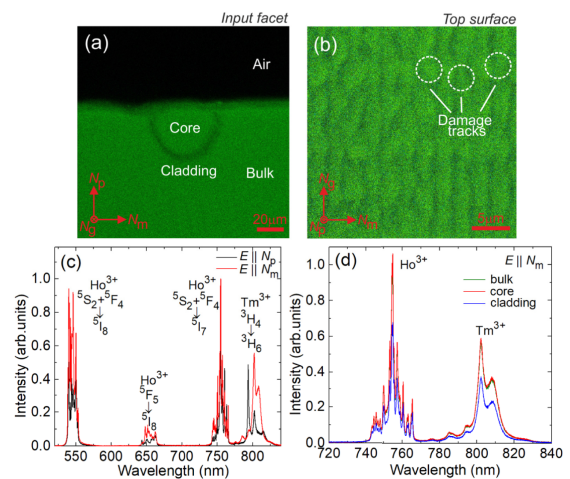 Input facet
Top surface
(a)
Air
Core
Cladding
Bulk
Np
Ng
Nm
20μm
(b)
Damage
tracks
Ng
Np
Nm
5μm
(c)
E || Np
E || Nm
Ho3+
5S2+5F4
↓
5I8
Ho3+
5F5
↓
5I8
Ho3+
5S2+5F4
↓
5I7
Tm3+
3H4
↓
3H6
Intensity (arb.units)
1.0
0.8
0.6
0.4
0.2
0.0
550 600 650 700 750 800
Wavelength (nm)
(d)
E || Nm
bulk
core
cladding
Ho3+
Tm3+
Intensity (arb.units)
1.0
0.8
0.6
0.4
0.2
0.0
720 740 760 780 800 820 840
Wavelength (nm)